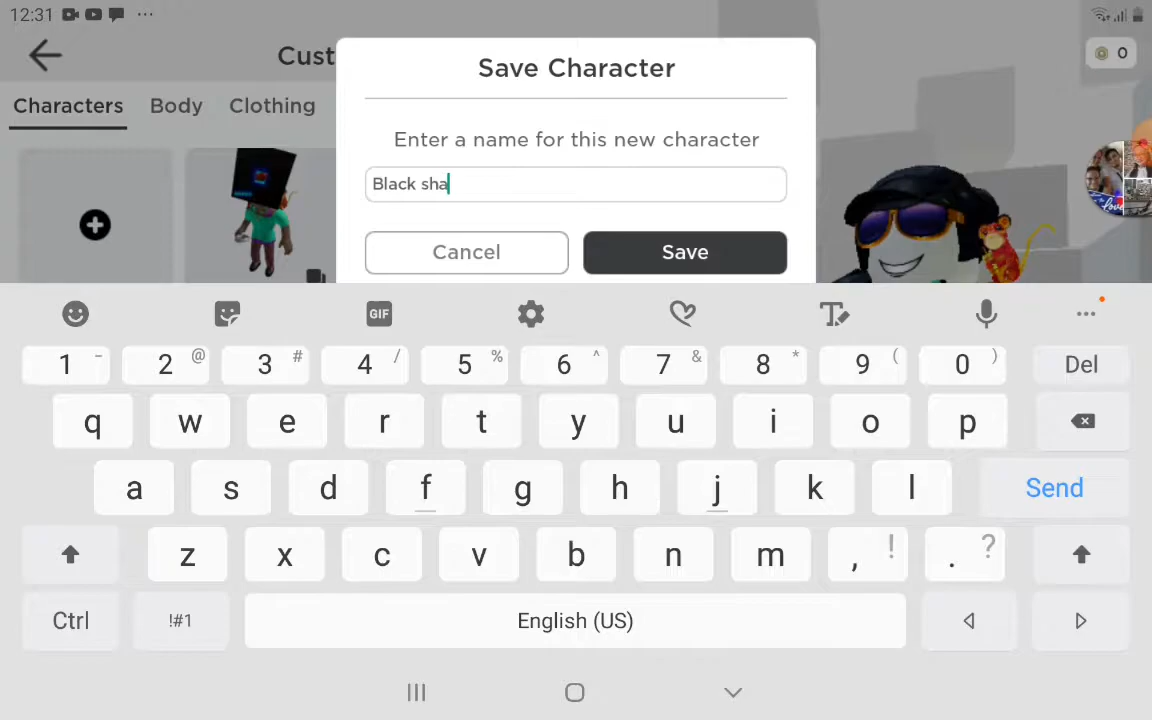 12:31 ...
0
Cust
Save Character
Characters Body Clothing
Enter a name for this new character
Black sha
Cancel Save
GIF
1 - 2 @ 3 # 4 / 5 % 6 ^ 7 & 8 * 9 ( 0 ) Del
q w e r t y u i o p
a s d f g h j k l Send
z x c v b n m , ! . ?
Ctrl !#1 English (US)